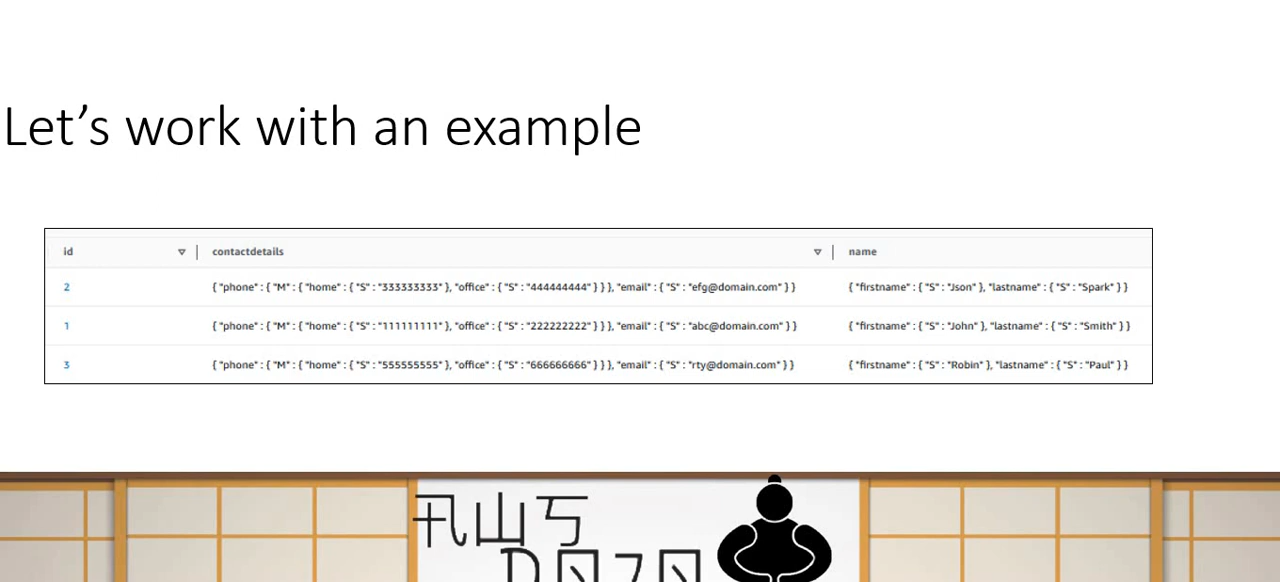 Let's work with an example
id contactdetails name
2 { "phone" : { "M" : { "home" : { "S" : "333333333" }, "office" : { "S" : "444444444" } } }, "email" : { "S" : "efg@domain.com" } } { "firstname" : { "S" : "Json" }, "lastname" : { "S" : "Spark" } }
1 { "phone" : { "M" : { "home" : { "S" : "111111111" }, "office" : { "S" : "222222222" } } }, "email" : { "S" : "abc@domain.com" } } { "firstname" : { "S" : "John" }, "lastname" : { "S" : "Smith" } }
3 { "phone" : { "M" : { "home" : { "S" : "555555555" }, "office" : { "S" : "666666666" } } }, "email" : { "S" : "rty@domain.com" } } { "firstname" : { "S" : "Robin" }, "lastname" : { "S" : "Paul" } }